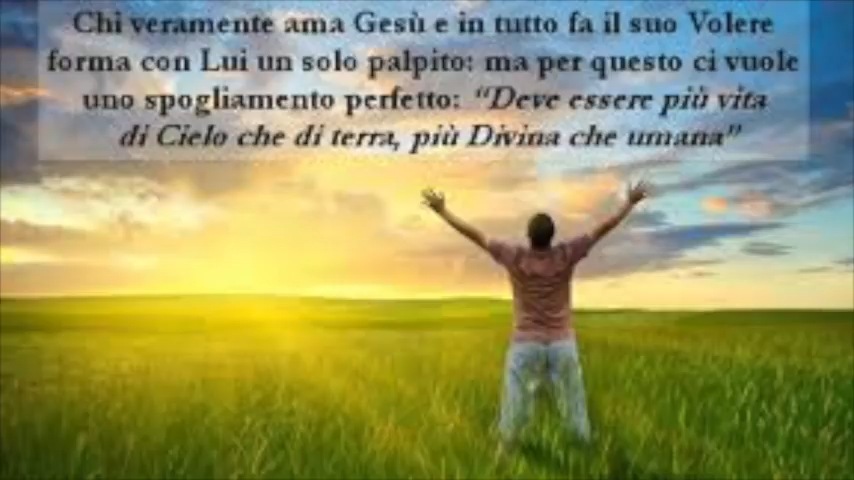 Chi veramente ama Gesù e in tutto fa il suo Volere
forma con Lui un solo palpito: ma per questo ci vuole
uno spogliamento perfetto: “Deve essere più vita
di Cielo che di terra, più Divina che umana”